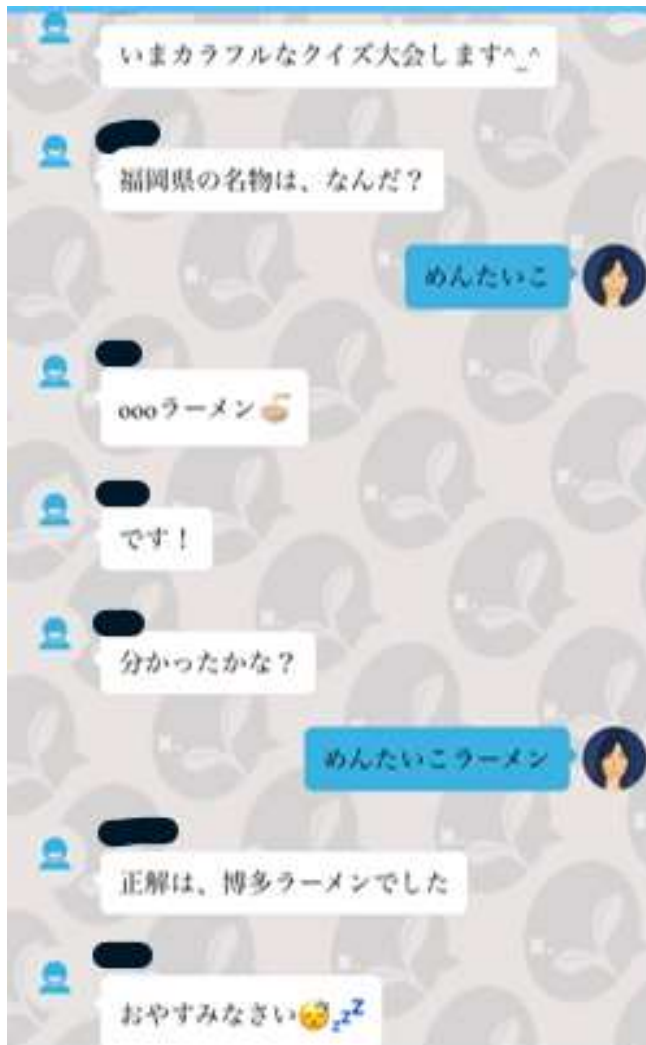 いまカラフルなクイズ大会します^_^
福岡県の名物は、なんだ？
めんたいこ
oooラーメン🍜
です！
分かったかな？
めんたいこラーメン
正解は、博多ラーメンでした
おやすみなさい😴💤